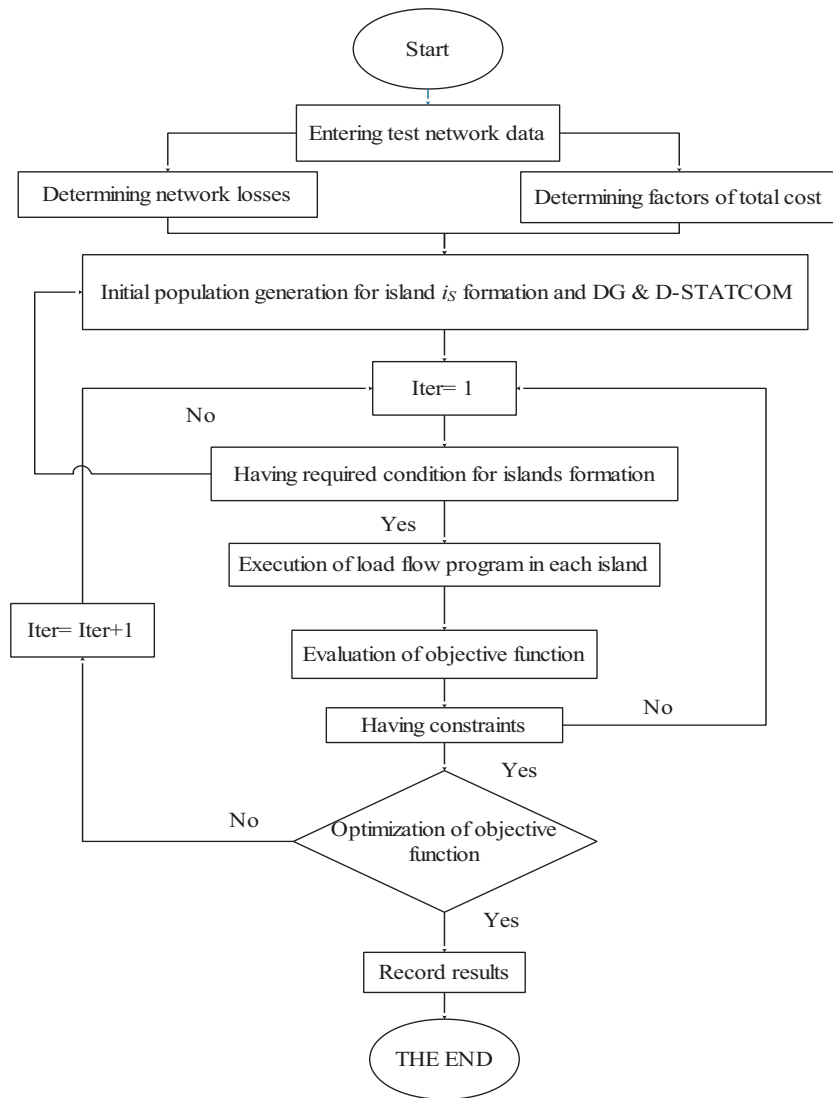 Start
Entering test network data
Determining network losses
Determining factors of total cost
Initial population generation for island is formation and DG & D-STATCOM
Iter= 1
No
Having required condition for islands formation
Yes
Execution of load flow program in each island
Iter= Iter+1
Evaluation of objective function
Having constraints
No
Yes
No
Optimization of objective
function
Yes
Record results
THE END